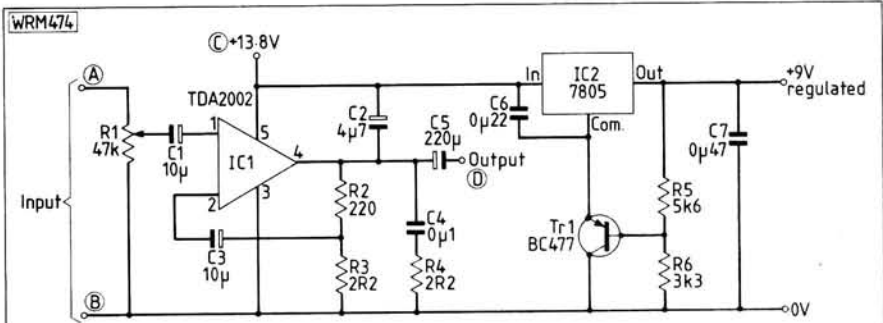 WRM474
A
Input
B
R1
47k
C1
10μ
TDA2002
C +13·8V
1
5
IC1
4
2
3
C3
10μ
C2
4μ7
R2
220
R3
2R2
C4
0μ1
R4
2R2
C5
220μ
Output
D
C6
0μ22
In
IC2
7805
Out
Com.
Tr1
BC477
R5
5k6
R6
3k3
C7
0μ47
+9V
regulated
0V